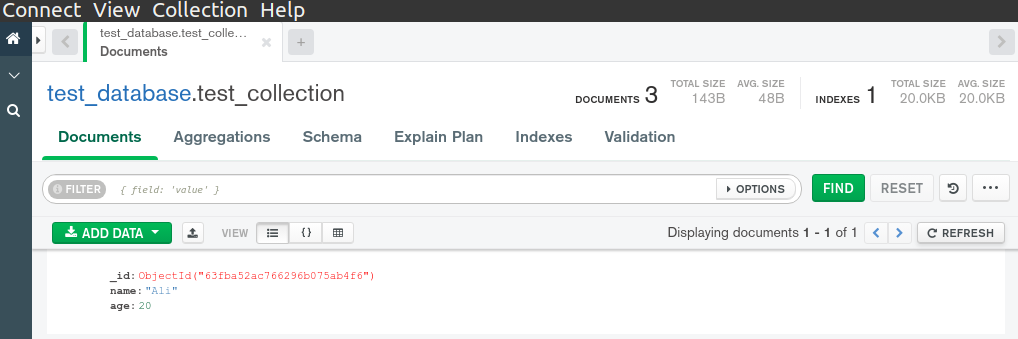 Connect View Collection Help
test_database.test_colle...
Documents
test_database.test_collection
DOCUMENTS 3 TOTAL SIZE 143B AVG. SIZE 48B INDEXES 1 TOTAL SIZE 20.0KB AVG. SIZE 20.0KB
Documents Aggregations Schema Explain Plan Indexes Validation
FILTER { field: 'value' } OPTIONS FIND RESET
ADD DATA VIEW {} Displaying documents 1 - 1 of 1 < > REFRESH
_id: ObjectId("63fba52ac766296b075ab4f6")
name: "Ali"
age: 20